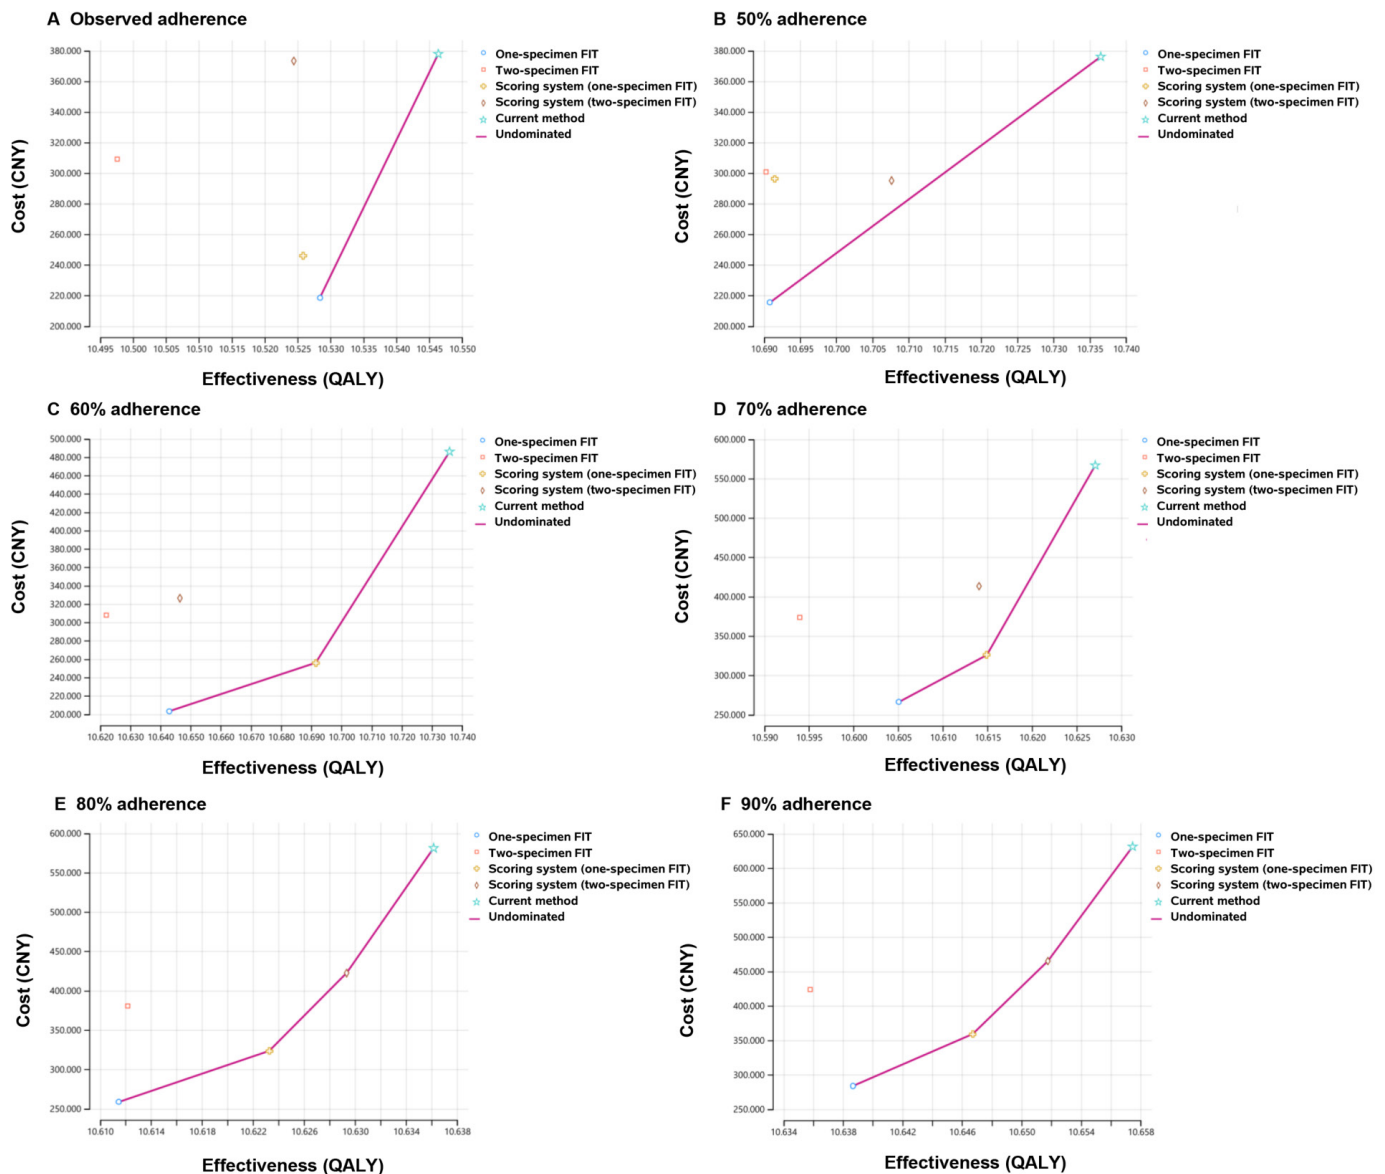 A Observed adherence
380.000
360.000
340.000
320.000
300.000
280.000
260.000
240.000
220.000
200.000
Cost (CNY)
10.495 10.500 10.505 10.510 10.515 10.520 10.525 10.530 10.535 10.540 10.545 10.550
Effectiveness (QALY)
One-specimen FIT
Two-specimen FIT
Scoring system (one-specimen FIT)
Scoring system (two-specimen FIT)
Current method
Undominated
B 50% adherence
380.000
360.000
340.000
320.000
300.000
280.000
260.000
240.000
220.000
200.000
Cost (CNY)
10.690 10.695 10.700 10.705 10.710 10.715 10.720 10.725 10.730 10.735 10.740
Effectiveness (QALY)
One-specimen FIT
Two-specimen FIT
Scoring system (one-specimen FIT)
Scoring system (two-specimen FIT)
Current method
Undominated
C 60% adherence
500.000
480.000
460.000
440.000
420.000
400.000
380.000
360.000
340.000
320.000
300.000
280.000
260.000
240.000
220.000
200.000
Cost (CNY)
10.620 10.630 10.640 10.650 10.660 10.670 10.680 10.690 10.700 10.710 10.720 10.730 10.740
Effectiveness (QALY)
One-specimen FIT
Two-specimen FIT
Scoring system (one-specimen FIT)
Scoring system (two-specimen FIT)
Current method
Undominated
D 70% adherence
600.000
550.000
500.000
450.000
400.000
350.000
300.000
250.000
Cost (CNY)
10.590 10.595 10.600 10.605 10.610 10.615 10.620 10.625 10.630
Effectiveness (QALY)
One-specimen FIT
Two-specimen FIT
Scoring system (one-specimen FIT)
Scoring system (two-specimen FIT)
Current method
Undominated
E 80% adherence
600.000
550.000
500.000
450.000
400.000
350.000
300.000
250.000
Cost (CNY)
10.610 10.614 10.618 10.622 10.626 10.630 10.634 10.638
Effectiveness (QALY)
One-specimen FIT
Two-specimen FIT
Scoring system (one-specimen FIT)
Scoring system (two-specimen FIT)
Current method
Undominated
F 90% adherence
650.000
600.000
550.000
500.000
450.000
400.000
350.000
300.000
250.000
Cost (CNY)
10.634 10.638 10.642 10.646 10.650 10.654 10.658
Effectiveness (QALY)
One-specimen FIT
Two-specimen FIT
Scoring system (one-specimen FIT)
Scoring system (two-specimen FIT)
Current method
Undominated